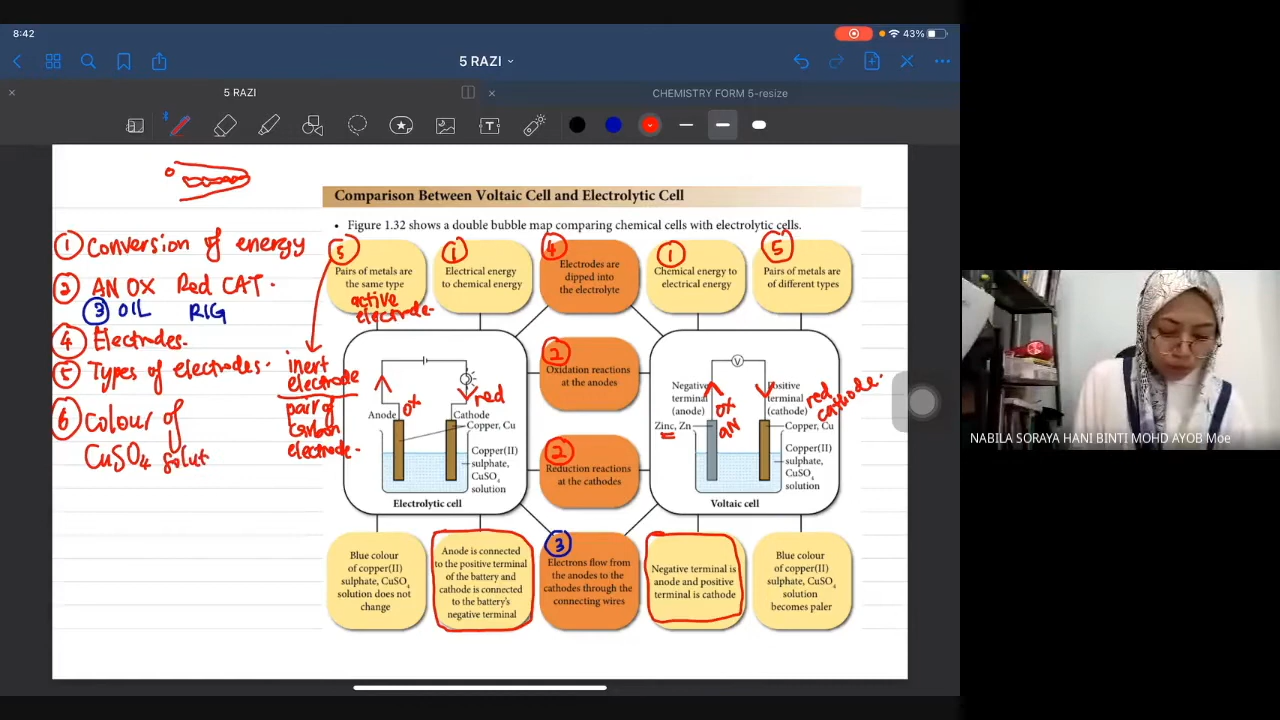 8:42
43%
5 RAZI
5 RAZI
CHEMISTRY FORM 5-resize
① Conversion of energy
② AN OX Red CAT.
③ OIL RIG
④ Electrodes.
⑤ Types of electrodes.
⑥ Colour of
CuSO4 solut
Comparison Between Voltaic Cell and Electrolytic Cell
• Figure 1.32 shows a double bubble map comparing chemical cells with electrolytic cells.
⑤
Pairs of metals are
the same type
active
electrode.
inert
electrode
pair of
carbon
electrode.
①
Electrical energy
to chemical energy
④
Electrodes are
dipped into
the electrolyte
①
Chemical energy to
electrical energy
⑤
Pairs of metals are
of different types
②
Oxidation reactions
at the anodes
②
Reduction reactions
at the cathodes
Anode
ox
red
Cathode
Copper, Cu
Copper(II)
sulphate,
CuSO4
solution
Electrolytic cell
V
Negative
terminal
(anode)
Zinc, Zn
ox
an
Positive
terminal
(cathode)
red
cathode.
Copper, Cu
Copper(II)
sulphate,
CuSO4
solution
Voltaic cell
Blue colour
of copper(II)
sulphate, CuSO4
solution does not
change
Anode is connected
to the positive terminal
of the battery and
cathode is connected
to the battery's
negative terminal
③
Electrons flow from
the anodes to the
cathodes through the
connecting wires
Negative terminal is
anode and positive
terminal is cathode
Blue colour
of copper(II)
sulphate, CuSO4
solution
becomes paler
NABILA SORAYA HANI BINTI MOHD AYOB Moe